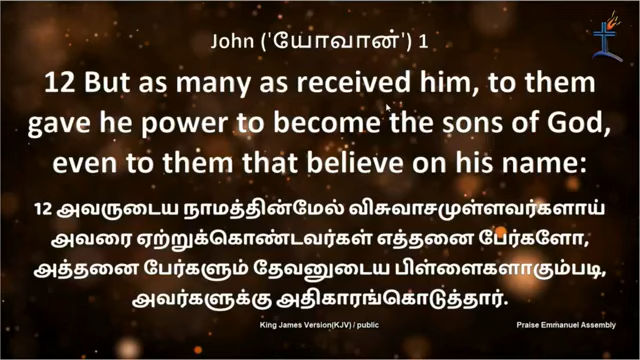 John ('யோவான்') 1
12 But as many as received him, to them
gave he power to become the sons of God,
even to them that believe on his name:
12 அவருடைய நாமத்தின்மேல் விசுவாசமுள்ளவர்களாய்
அவரை ஏற்றுக்கொண்டவர்கள் எத்தனை பேர்களோ,
அத்தனை பேர்களும் தேவனுடைய பிள்ளைகளாகும்படி,
அவர்களுக்கு அதிகாரங்கொடுத்தார்.
King James Version(KJV) / public
Praise Emmanuel Assembly